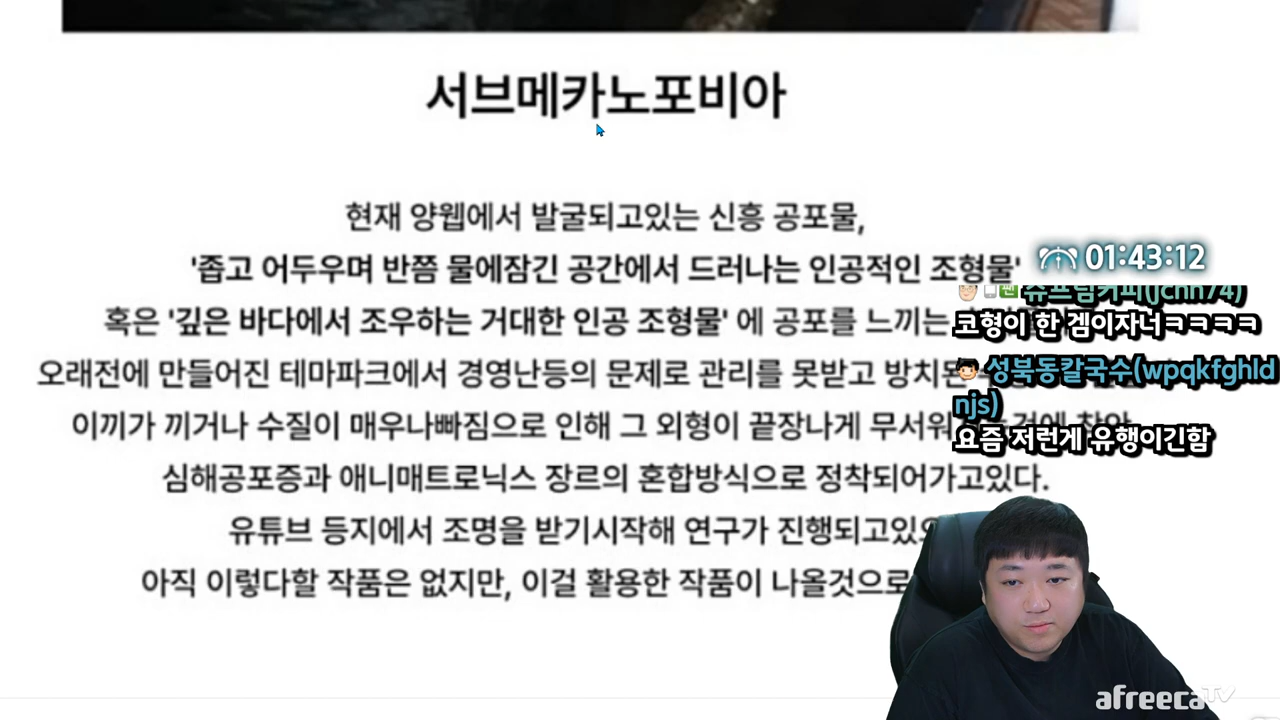 서브메카노포비아
현재 양웹에서 발굴되고있는 신흥 공포물,
'좁고 어두우며 반쯤 물에잠긴 공간에서 드러나는 인공적인 조형물'
혹은 '깊은 바다에서 조우하는 거대한 인공 조형물' 에 공포를 느끼는
오래전에 만들어진 테마파크에서 경영난등의 문제로 관리를 못받고 방치된
이끼가 끼거나 수질이 매우나빠짐으로 인해 그 외형이 끝장나게 무서워
심해공포증과 애니매트로닉스 장르의 혼합방식으로 정착되어가고있다.
유튜브 등지에서 조명을 받기시작해 연구가
아직 이렇다할 작품은 없지만, 이걸 활용한 작품이 나올것으로
01:43:12
슈프림커피(jchh74)
코형이 한 겜이자너ㅋㅋㅋㅋ
성북동칼국수(wpqkfghld
njs)
요즘 저런게 유행이긴함
afreecaTV